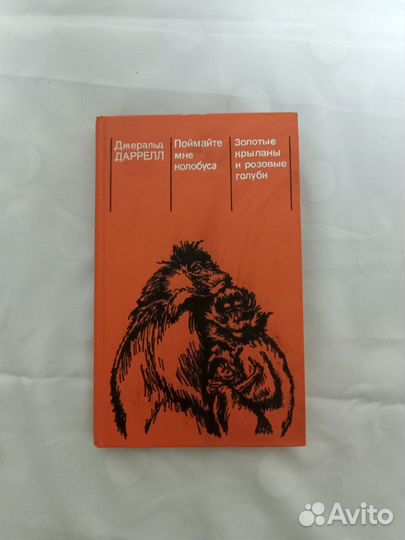 Джеральд
ДАРРЕЛЛ
Поймайте
мне
колобуса
Золотые
крыланы
и розовые
голуби
Avito